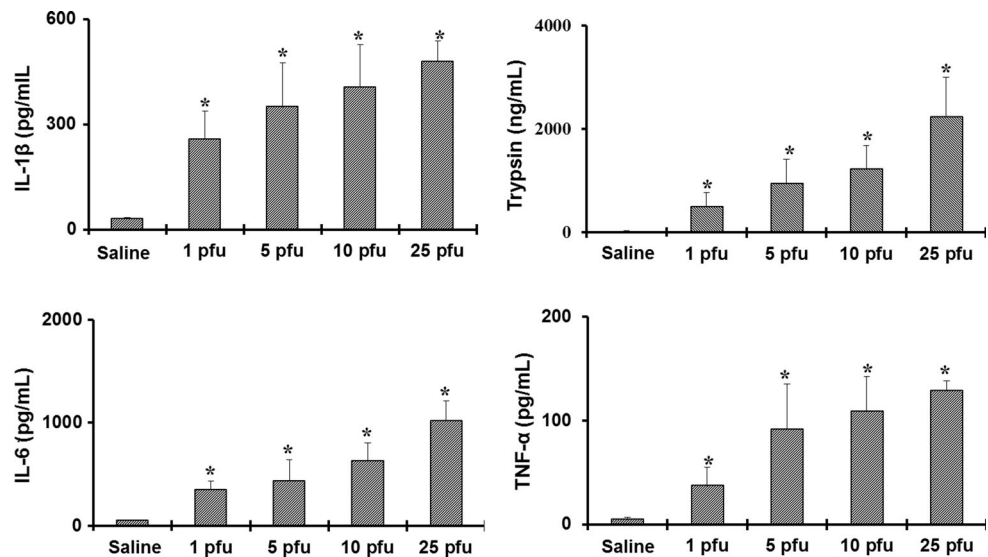 IL-1β (pg/mlL
600
300
0
*
*
*
*
Saline
1 pfu
5 pfu
10 pfu
25 pfu
Trypsin (ng/mL)
4000
2000
0
*
*
*
*
Saline
1 pfu
5 pfu
10 pfu
25 pfu
IL-6 (pg/mL)
2000
1000
0
*
*
*
*
Saline
1 pfu
5 pfu
10 pfu
25 pfu
TNF-α (pg/mL)
200
100
0
*
*
*
*
Saline
1 pfu
5 pfu
10 pfu
25 pfu